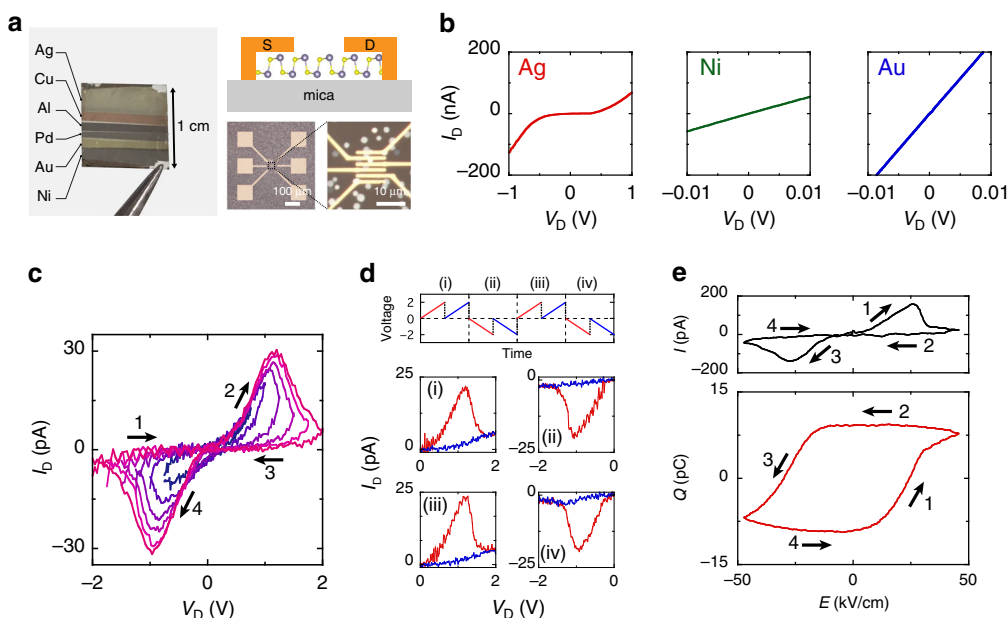 a
Ag
Cu
Al
Pd
Au
Ni
1 cm
S D
mica
100 μm
10 μm
b
200
0
−200
I_D (nA)
Ag
−1 0 1
V_D (V)
Ni
−0.01 0 0.01
V_D (V)
Au
−0.01 0 0.01
V_D (V)
c
30
0
−30
I_D (pA)
1
2
3
4
−2 0 2
V_D (V)
d
(i) (ii) (iii) (iv)
Voltage
2
0
−2
Time
I_D (pA)
25
0
(i)
0 2
0
−25
(ii)
−2 0
25
0
(iii)
0 2
0
−25
(iv)
−2 0
V_D (V)
e
200
0
−200
I (pA)
1
4
2
3
15
0
−15
Q (pC)
2
3
1
4
−50 0 50
E (kV/cm)